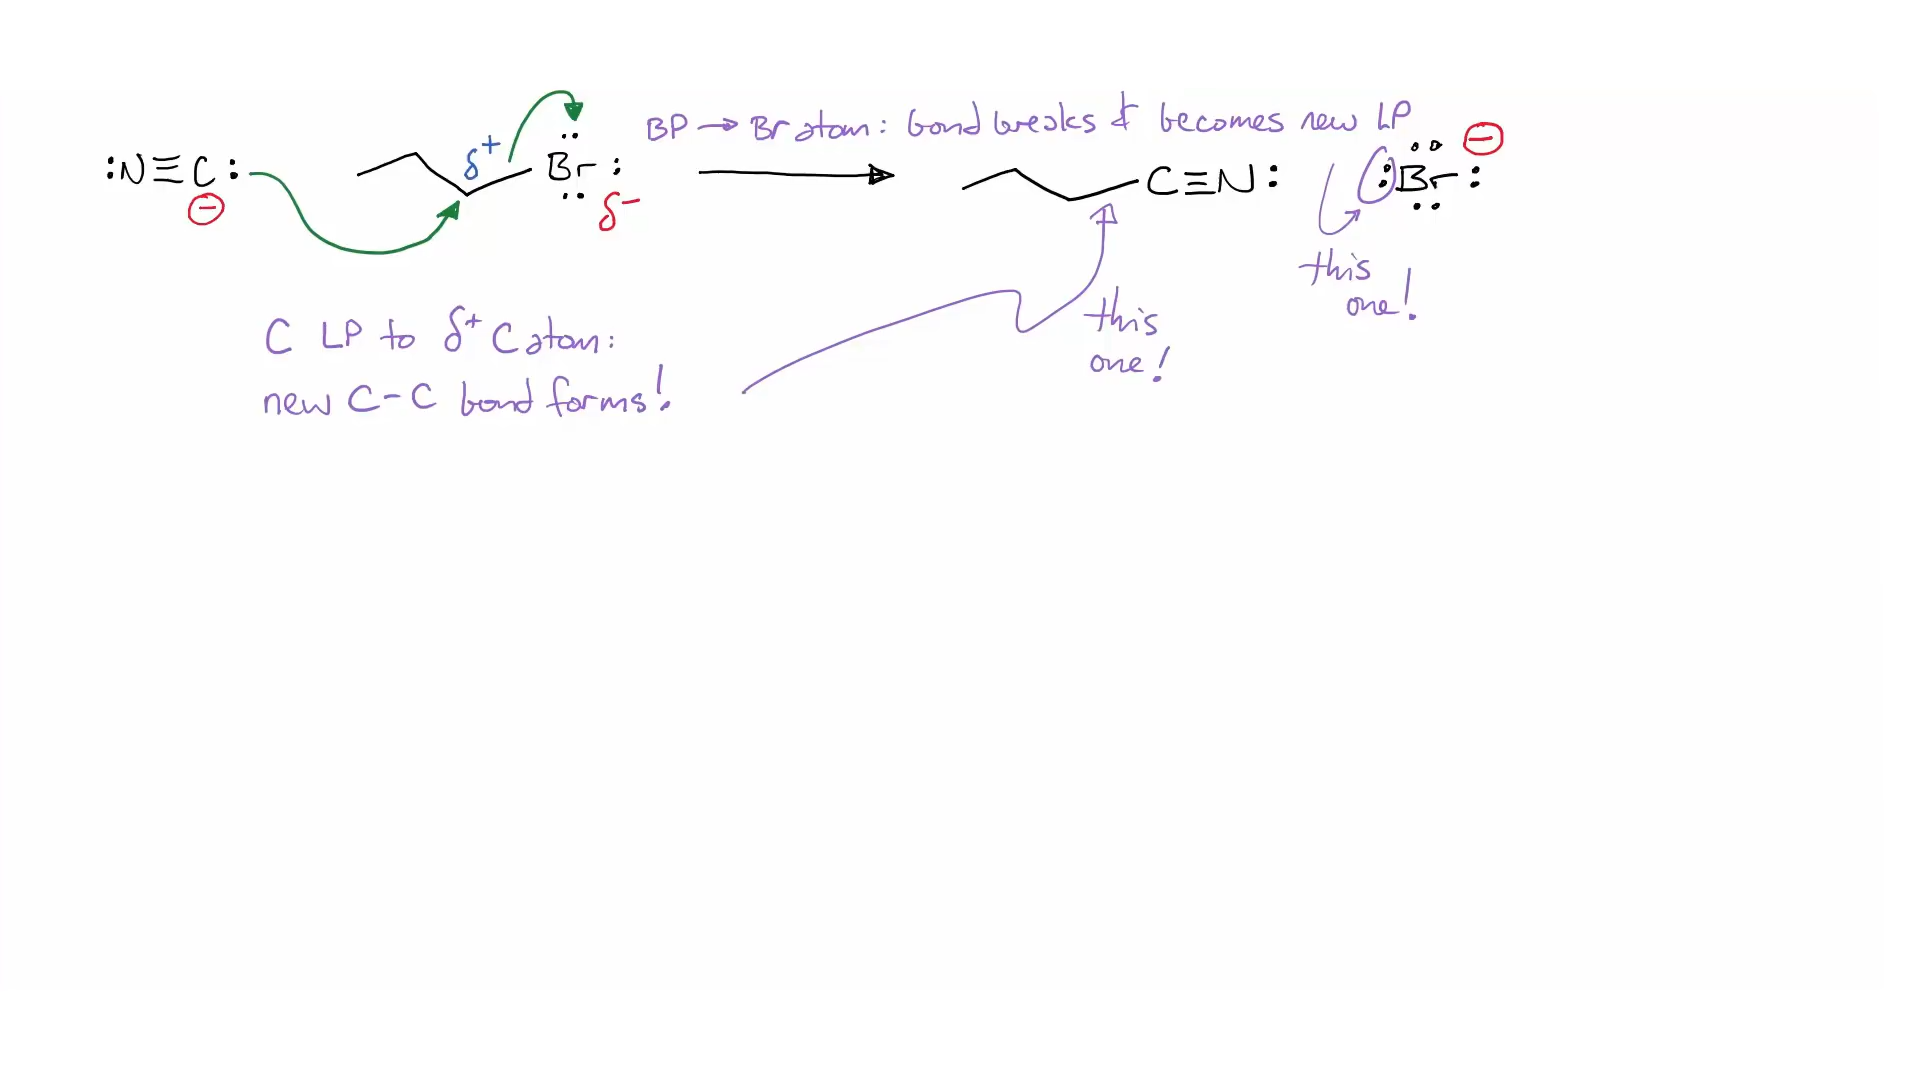 BP → Br atom: bond breaks & becomes new LP
:N≡C: ⊖
δ+ Br δ-
C≡N: :Br: ⊖
this one!
this one!
C LP to δ+ C atom:
new C-C bond forms!